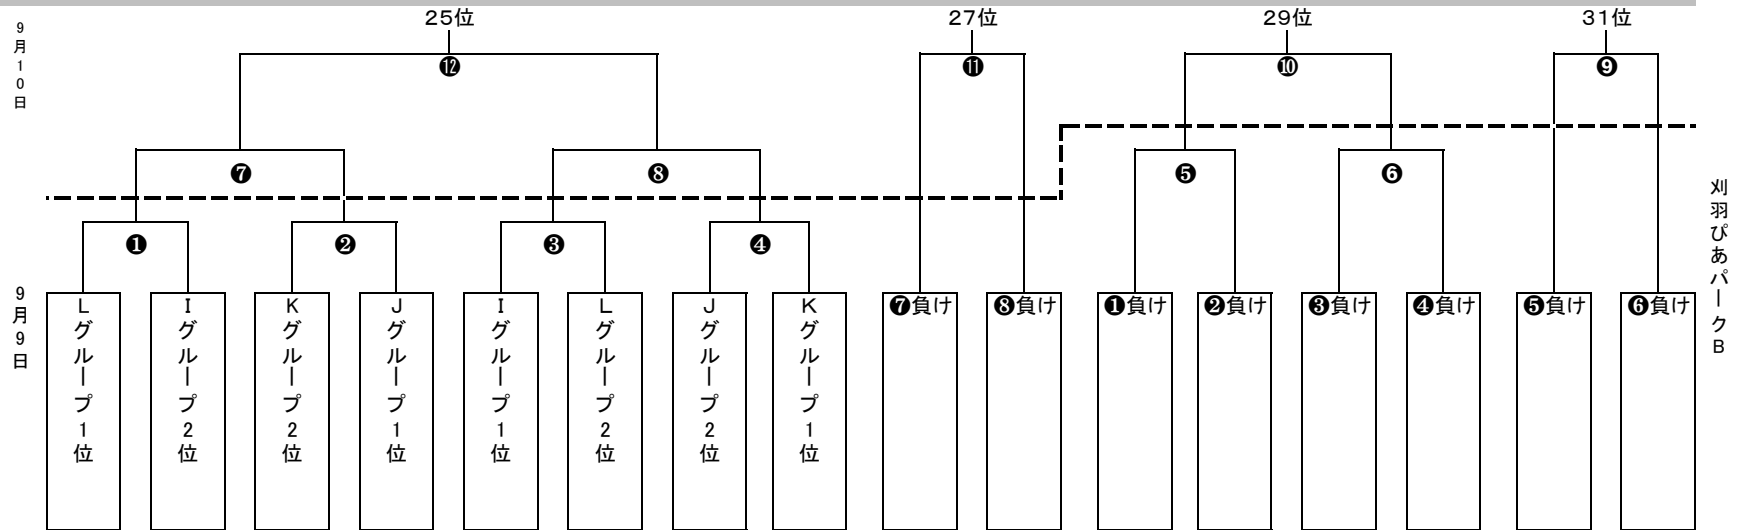 25位
27位
29位
31位
9月10日
⓬
⓫
❿
❾
❼
❽
❺
❻
刈羽ぴあパークB
❶
❷
❸
❹
9月9日
Lグループ1位
Iグループ2位
Kグループ2位
Jグループ1位
Iグループ1位
Lグループ2位
Jグループ2位
Kグループ1位
❼負け
❽負け
❶負け
❷負け
❸負け
❹負け
❺負け
❻負け